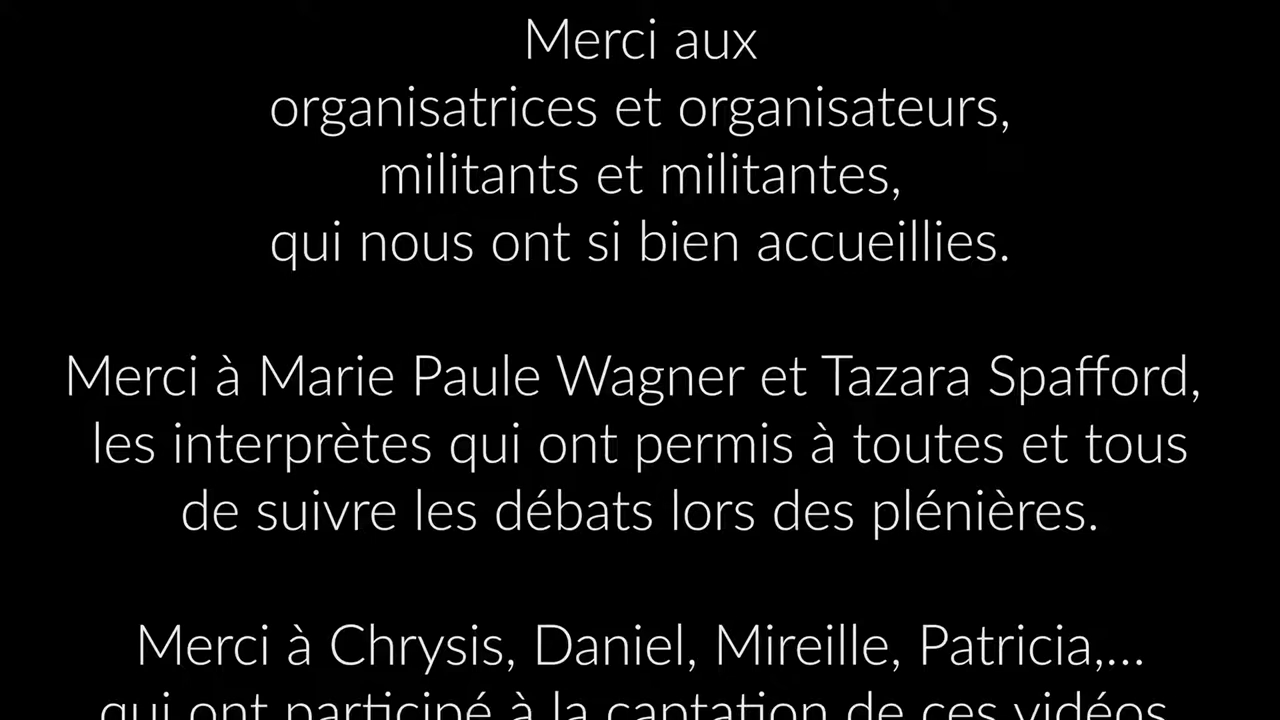 Merci aux
organisatrices et organisateurs,
militants et militantes,
qui nous ont si bien accueillies.
Merci à Marie Paule Wagner et Tazara Spafford,
les interprètes qui ont permis à toutes et tous
de suivre les débats lors des plénières.
Merci à Chrysis, Daniel, Mireille, Patricia,...
qui ont participé à la captation de ces vidéos